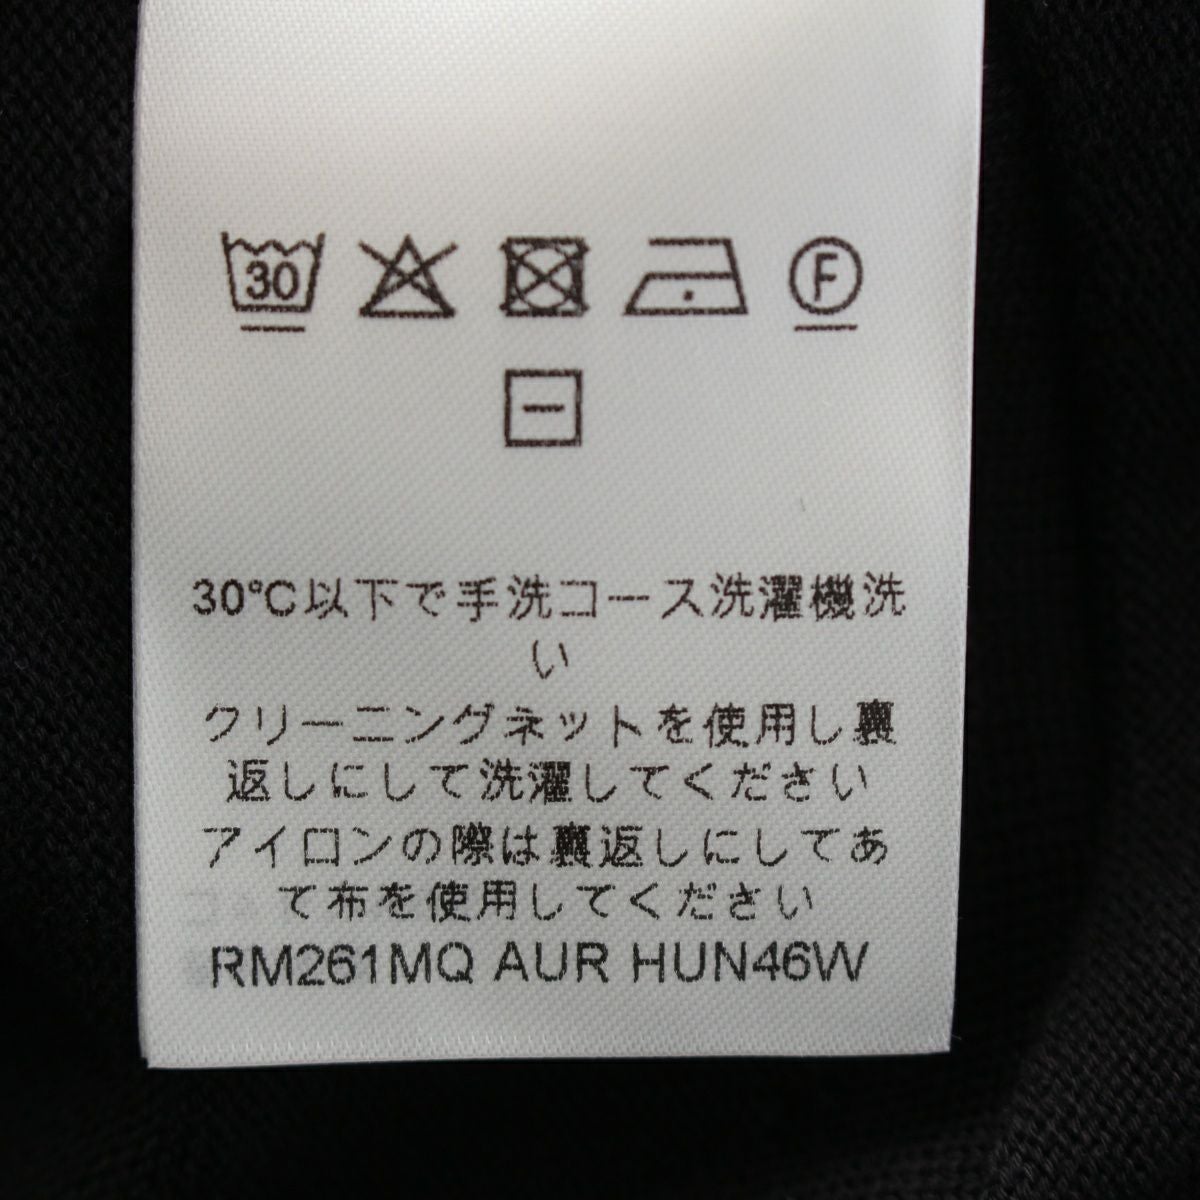 30
F
30℃以下で手洗コース洗濯機洗
い
クリーニングネットを使用し裏
返しにして洗濯してください
アイロンの際は裏返しにしてあ
て布を使用してください
RM261MQ AUR HUN46W